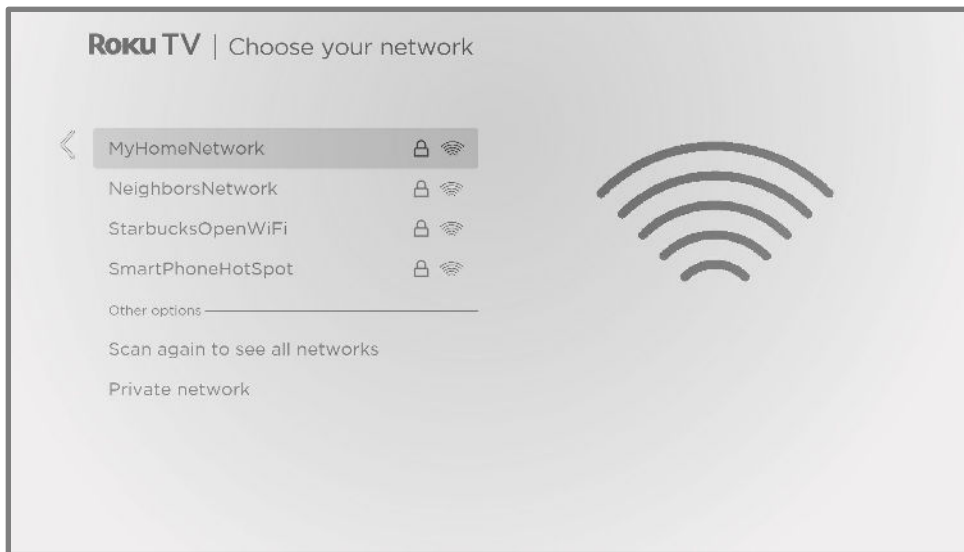 Roku TV | Choose your network
MyHomeNetwork
NeighborsNetwork
StarbucksOpenWiFi
SmartPhoneHotSpot
Other options
Scan again to see all networks
Private network